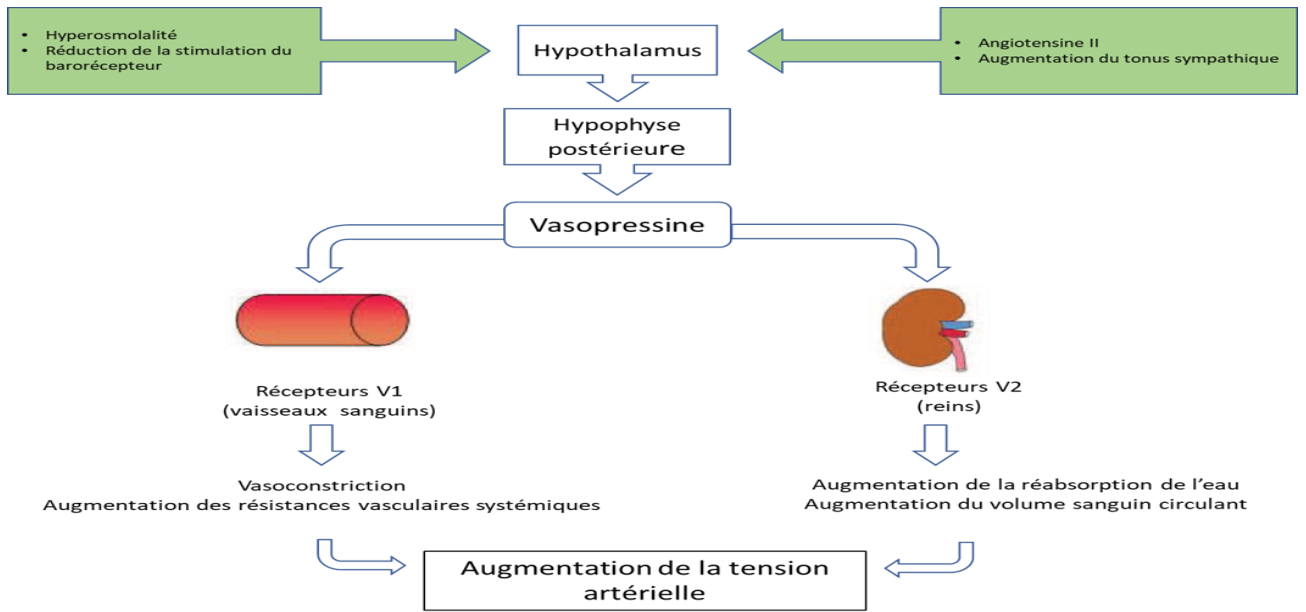 • Hyperosmolalité
• Réduction de la stimulation du
barorécepteur
Hypothalamus
• Angiotensine II
• Augmentation du tonus sympathique
Hypophyse
postérieure
Vasopressine
Récepteurs V1
(vaisseaux sanguins)
Récepteurs V2
(reins)
Vasoconstriction
Augmentation des résistances vasculaires systémiques
Augmentation de la réabsorption de l’eau
Augmentation du volume sanguin circulant
Augmentation de la tension
artérielle